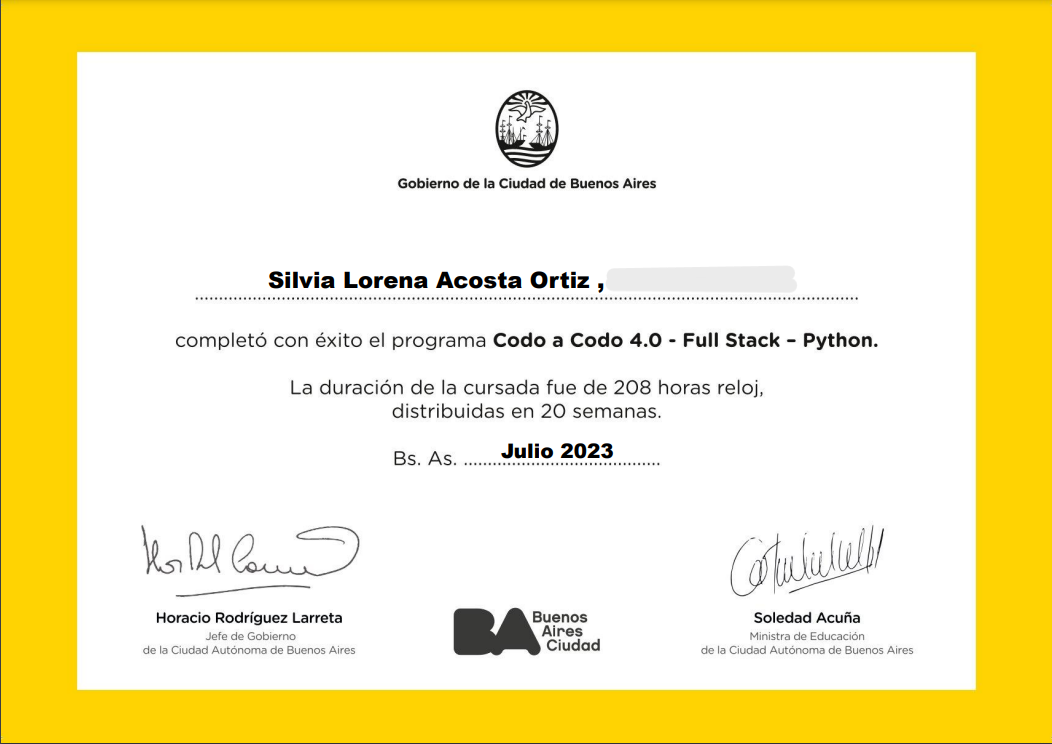 Gobierno de la Ciudad de Buenos Aires
Silvia Lorena Acosta Ortiz ,
completó con éxito el programa Codo a Codo 4.0 - Full Stack – Python.
La duración de la cursada fue de 208 horas reloj,
distribuidas en 20 semanas.
Bs. As. Julio 2023
Horacio Rodríguez Larreta
Jefe de Gobierno
de la Ciudad Autónoma de Buenos Aires
BA Buenos
Aires
Ciudad
Soledad Acuña
Ministra de Educación
de la Ciudad Autónoma de Buenos Aires